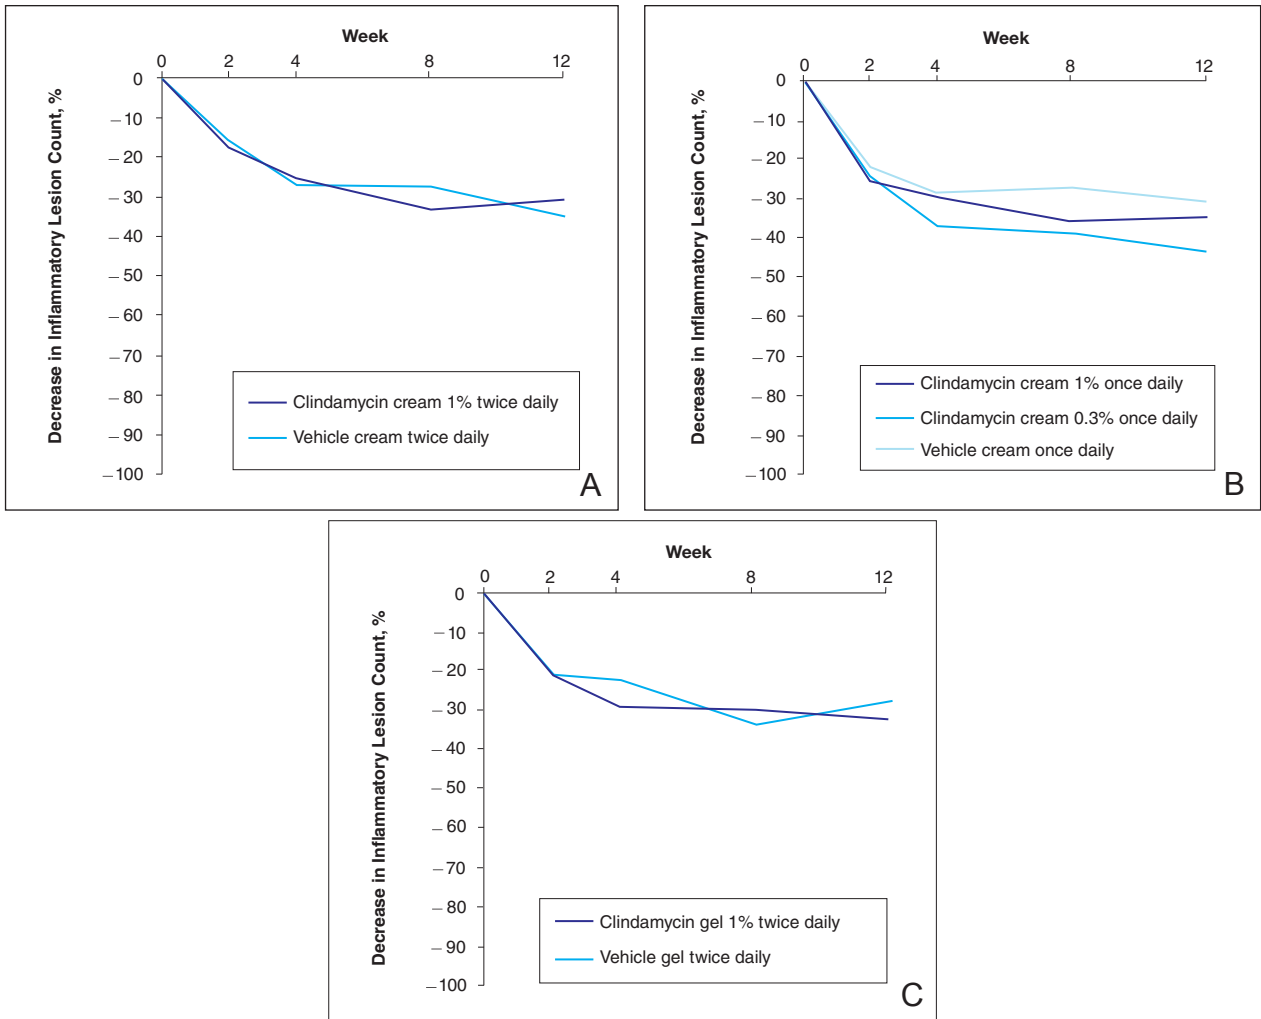 Week
0 2 4 8 12
Decrease in Inflammatory Lesion Count, %
0
−10
−20
−30
−40
−50
−60
−70
−80
−90
−100
Clindamycin cream 1% twice daily
Vehicle cream twice daily
A
Week
0 2 4 8 12
Decrease in Inflammatory Lesion Count, %
0
−10
−20
−30
−40
−50
−60
−70
−80
−90
−100
Clindamycin cream 1% once daily
Clindamycin cream 0.3% once daily
Vehicle cream once daily
B
Week
0 2 4 8 12
Decrease in Inflammatory Lesion Count, %
0
−10
−20
−30
−40
−50
−60
−70
−80
−90
−100
Clindamycin gel 1% twice daily
Vehicle gel twice daily
C